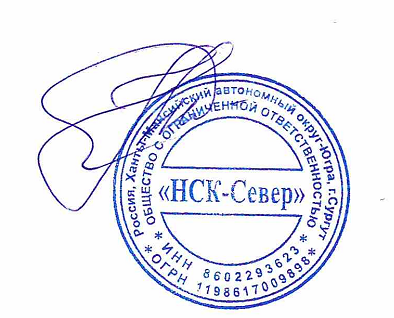 Россия, Ханты-Мансийский автономный округ-Югра, г.Сургут
ОБЩЕСТВО С ОГРАНИЧЕННОЙ ОТВЕТСТВЕННОСТЬЮ
«НСК-Север»
* ИНН 8602293623 *
* ОГРН 1198617009898 *